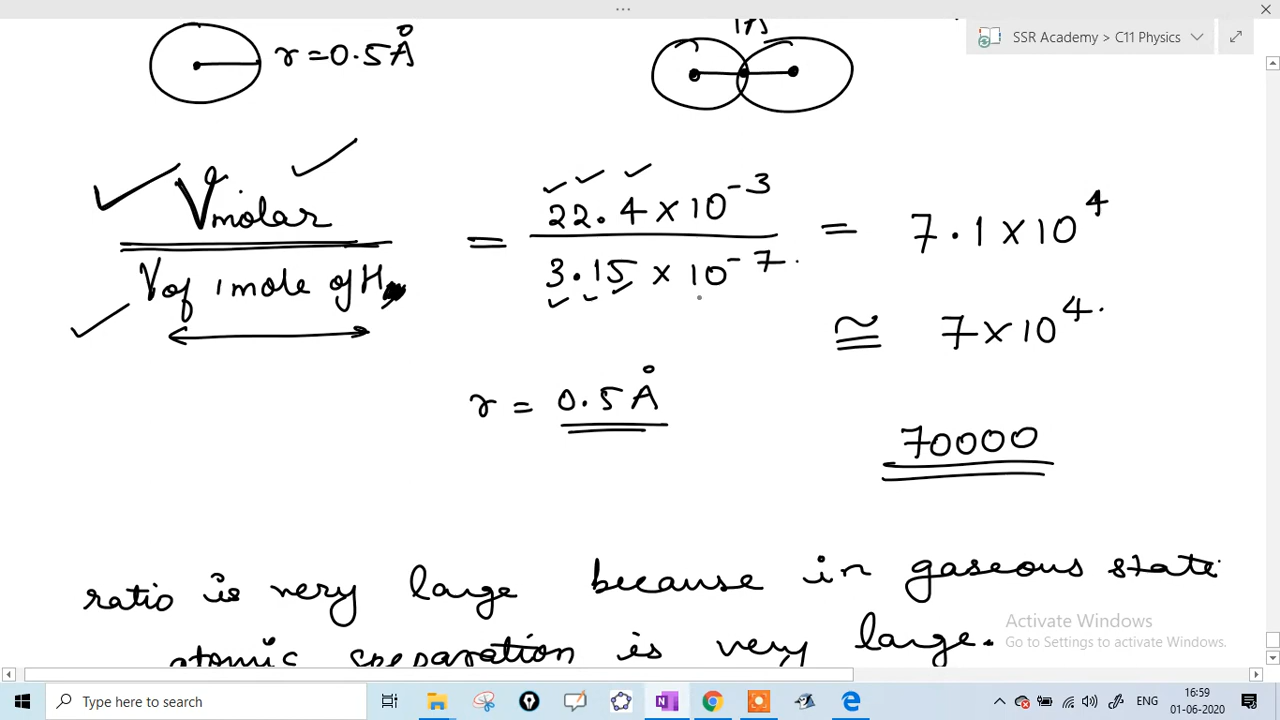 SSR Academy > C11 Physics
r = 0.5 Å
1Å
V molar / V of 1 mole of H = 22.4 × 10⁻³ / 3.15 × 10⁻⁷ = 7.1 × 10⁴
≅ 7 × 10⁴.
r = 0.5 Å
70000
ratio is very large because in gaseous state
atomic separation is very large.
Activate Windows
Go to Settings to activate Windows.
Type here to search
ENG
16:59
01-06-2020